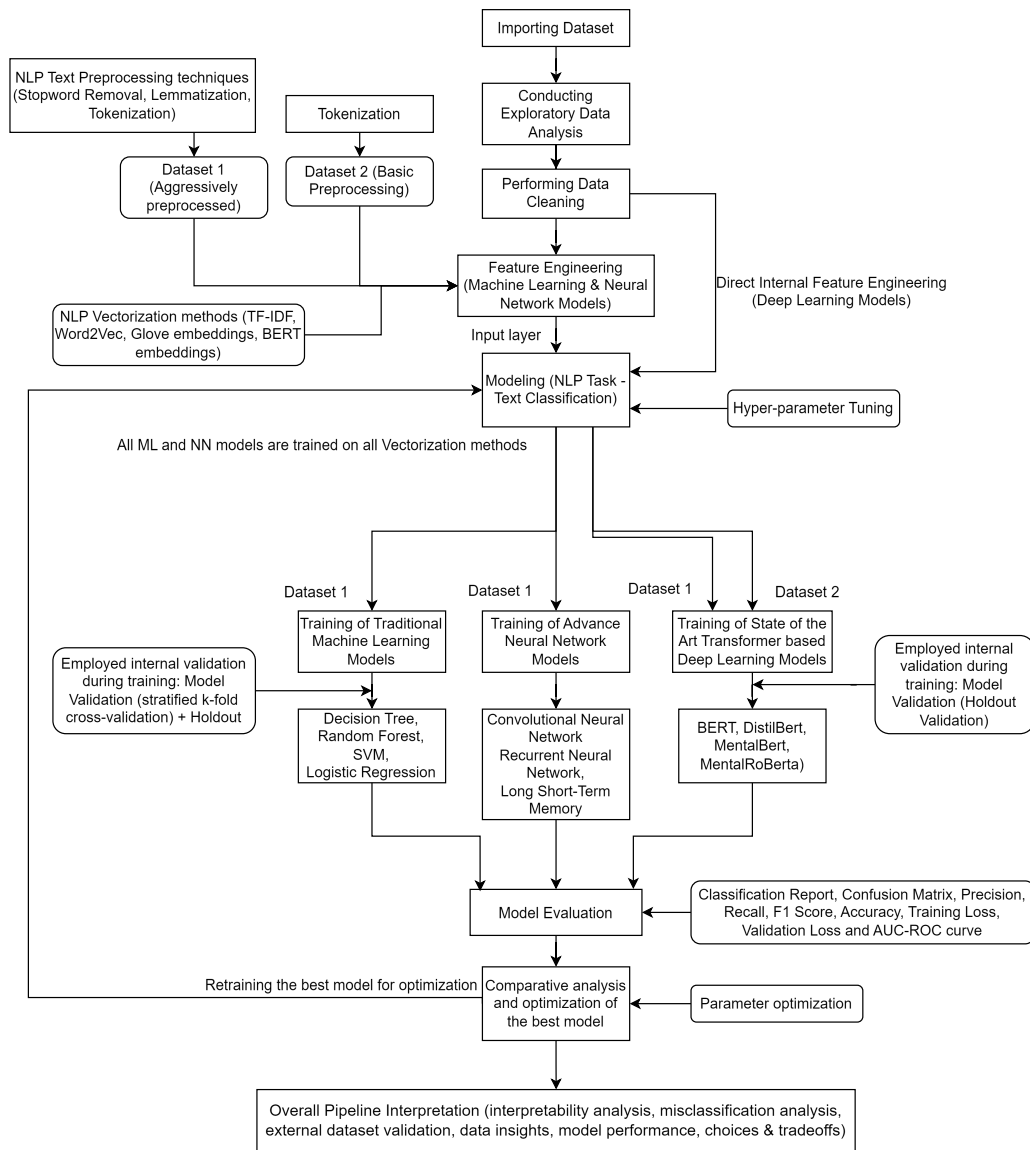 Importing Dataset
NLP Text Preprocessing techniques
(Stopword Removal, Lemmatization,
Tokenization)
Tokenization
Conducting
Exploratory Data
Analysis
Dataset 1
(Aggressively
preprocessed)
Dataset 2 (Basic
Preprocessing)
Performing Data
Cleaning
Feature Engineering
(Machine Learning & Neural
Network Models)
Direct Internal Feature Engineering
(Deep Learning Models)
NLP Vectorization methods (TF-IDF,
Word2Vec, Glove embeddings, BERT
embeddings)
Input layer
Modeling (NLP Task -
Text Classification)
Hyper-parameter Tuning
All ML and NN models are trained on all Vectorization methods
Dataset 1
Dataset 1
Dataset 1
Dataset 2
Training of Traditional
Machine Learning
Models
Training of Advance
Neural Network
Models
Training of State of the
Art Transformer based
Deep Learning Models
Employed internal validation
during training: Model
Validation (stratified k-fold
cross-validation) + Holdout
Employed internal
validation during
training: Model
Validation (Holdout
Validation)
Decision Tree,
Random Forest,
SVM,
Logistic Regression
Convolutional Neural
Network
Recurrent Neural
Network,
Long Short-Term
Memory
BERT, DistilBert,
MentalBert,
MentalRoBerta)
Model Evaluation
Classification Report, Confusion Matrix, Precision,
Recall, F1 Score, Accuracy, Training Loss,
Validation Loss and AUC-ROC curve
Retraining the best model for optimization
Comparative analysis
and optimization of
the best model
Parameter optimization
Overall Pipeline Interpretation (interpretability analysis, misclassification analysis,
external dataset validation, data insights, model performance, choices & tradeoffs)